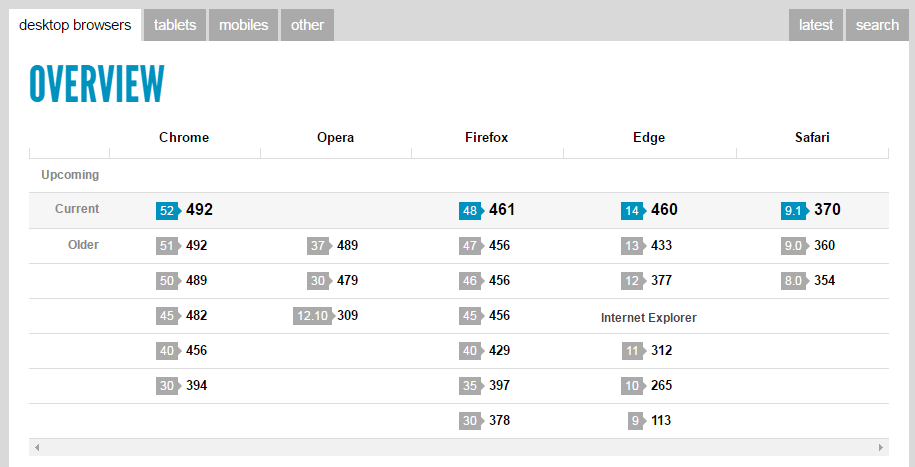 desktop browsers tablets mobiles other latest search
OVERVIEW
Chrome Opera Firefox Edge Safari
Upcoming
Current 52 492 48 461 14 460 9.1 370
Older 51 492 37 489 47 456 13 433 9.0 360
50 489 30 479 46 456 12 377 8.0 354
45 482 12.10 309 45 456 Internet Explorer
40 456 40 429 11 312
30 394 35 397 10 265
30 378 9 113